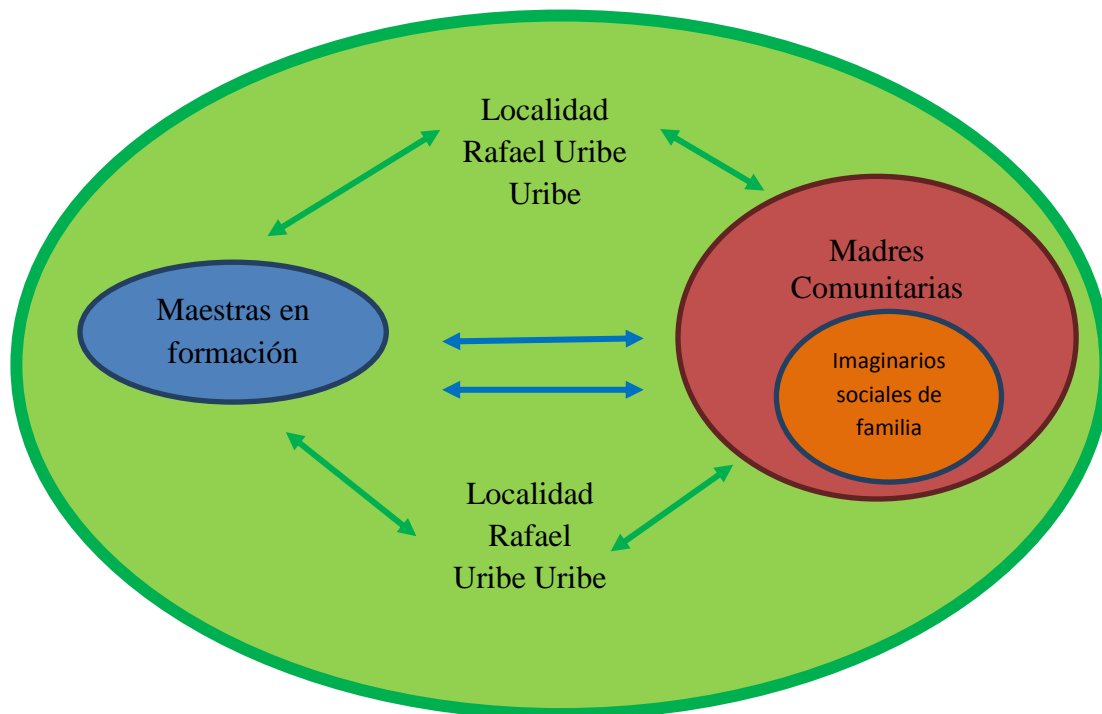 Localidad
Rafael Uribe
Uribe
Maestras en
formación
Madres
Comunitarias
Imaginarios
sociales de
familia
Localidad
Rafael
Uribe Uribe